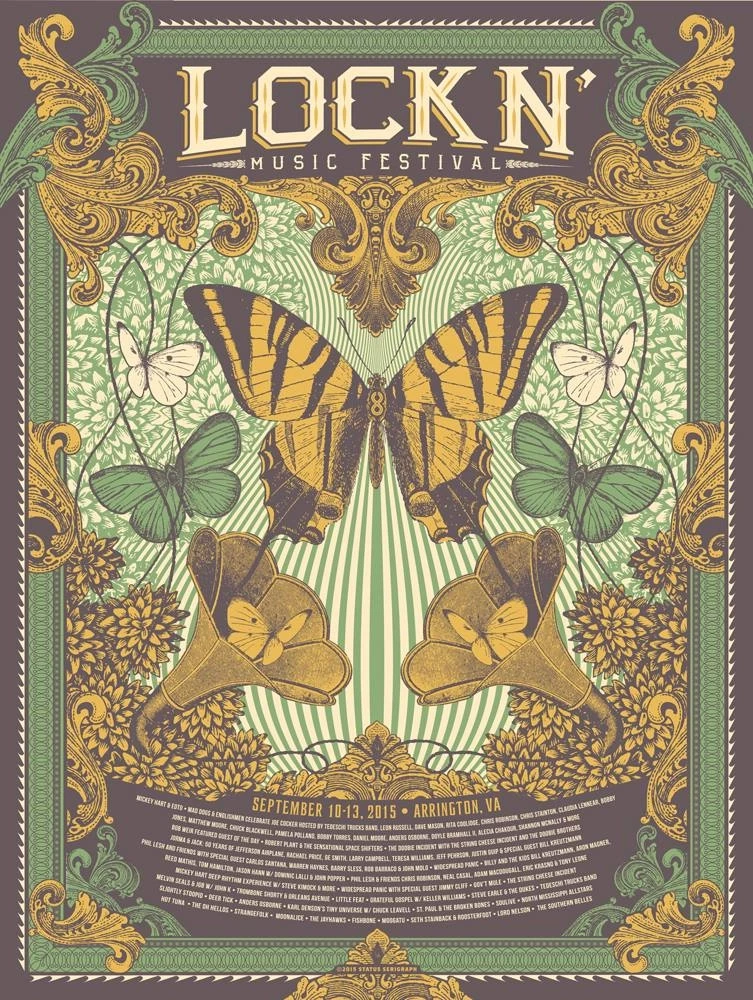 LOCKN'
MUSIC FESTIVAL
SEPTEMBER 10-13, 2015 • ARRINGTON, VA
MICKEY HART & EOTO • MAD DOGS & ENGLISHMEN CELEBRATE JOE COCKER HOSTED BY TEDESCHI TRUCKS BAND, LEON RUSSELL, DAVE MASON, RITA COOLIDGE, CHRIS ROBINSON, CHRIS STAINTON, CLAUDIA LENNEAR, BOBBY
JONES, MATTHEW MOORE, CHUCK BLACKWELL, PAMELA POLLAND, BOBBY TORRES, DANIEL MOORE, ANDERS OSBORNE, DOYLE BRAMHALL II, ALECIA CHAKOUR, SHANNON MCNALLY & MORE
BOB WEIR FEATURED GUEST OF THE DAY • ROBERT PLANT & THE SENSATIONAL SPACE SHIFTERS • THE DOOBIE INCIDENT WITH THE STRING CHEESE INCIDENT AND THE DOOBIE BROTHERS
JORMA & JACK: 50 YEARS OF JEFFERSON AIRPLANE, RACHAEL PRICE, GE SMITH, LARRY CAMPBELL, TERESA WILLIAMS, JEFF PEHRSON, JUSTIN GUIP & SPECIAL GUEST BILL KREUTZMANN
PHIL LESH AND FRIENDS WITH SPECIAL GUEST CARLOS SANTANA, WARREN HAYNES, BARRY SLESS, ROB BARRACO & JOHN MOLO • WIDESPREAD PANIC • BILLY AND THE KIDS BILL KREUTZMANN, ARON MAGNER,
REED MATHIS, TOM HAMILTON, JASON HANN W/ DOMINIC LALLI & JOHN POPPER • PHIL LESH & FRIENDS CHRIS ROBINSON, NEAL CASAL, ADAM MACDOUGALL, ERIC KRASNO & TONY LEONE
MICKEY HART DEEP RHYTHM EXPERIENCE W/ STEVE KIMOCK & MORE • WIDESPREAD PANIC WITH SPECIAL GUEST JIMMY CLIFF • GOV'T MULE • THE STRING CHEESE INCIDENT
MELVIN SEALS & JGB W/ JOHN K • TROMBONE SHORTY & ORLEANS AVENUE • LITTLE FEAT • GRATEFUL GOSPEL W/ KELLER WILLIAMS • STEVE EARLE & THE DUKES • TEDESCHI TRUCKS BAND
SLIGHTLY STOOPID • DEER TICK • ANDERS OSBORNE • KARL DENSON'S TINY UNIVERSE W/ CHUCK LEAVELL • ST. PAUL & THE BROKEN BONES • SOULIVE • NORTH MISSISSIPPI ALLSTARS
HOT TUNA • THE OH HELLOS • STRANGEFOLK • MOONALICE • THE JAYHAWKS • FISHBONE • MOOGATU • SETH STAINBACK & ROOSTERFOOT • LORD NELSON • THE SOUTHERN BELLES
©2015 STATUS SERIGRAPH